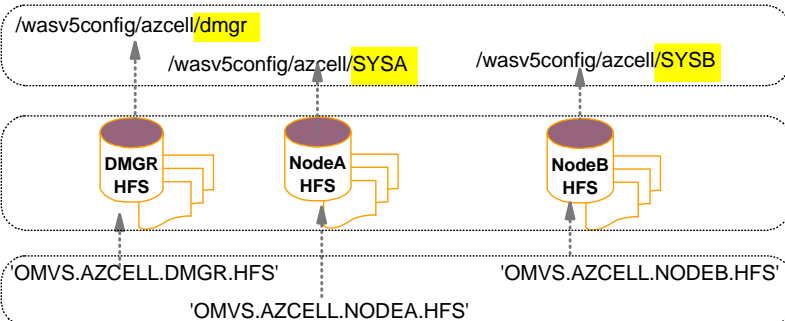 /wasv5config/azcell/dmgr
/wasv5config/azcell/SYSA
/wasv5config/azcell/SYSB
DMGR
HFS
NodeA
HFS
NodeB
HFS
'OMVS.AZCELL.DMGR.HFS'
'OMVS.AZCELL.NODEB.HFS'
'OMVS.AZCELL.NODEA.HFS'